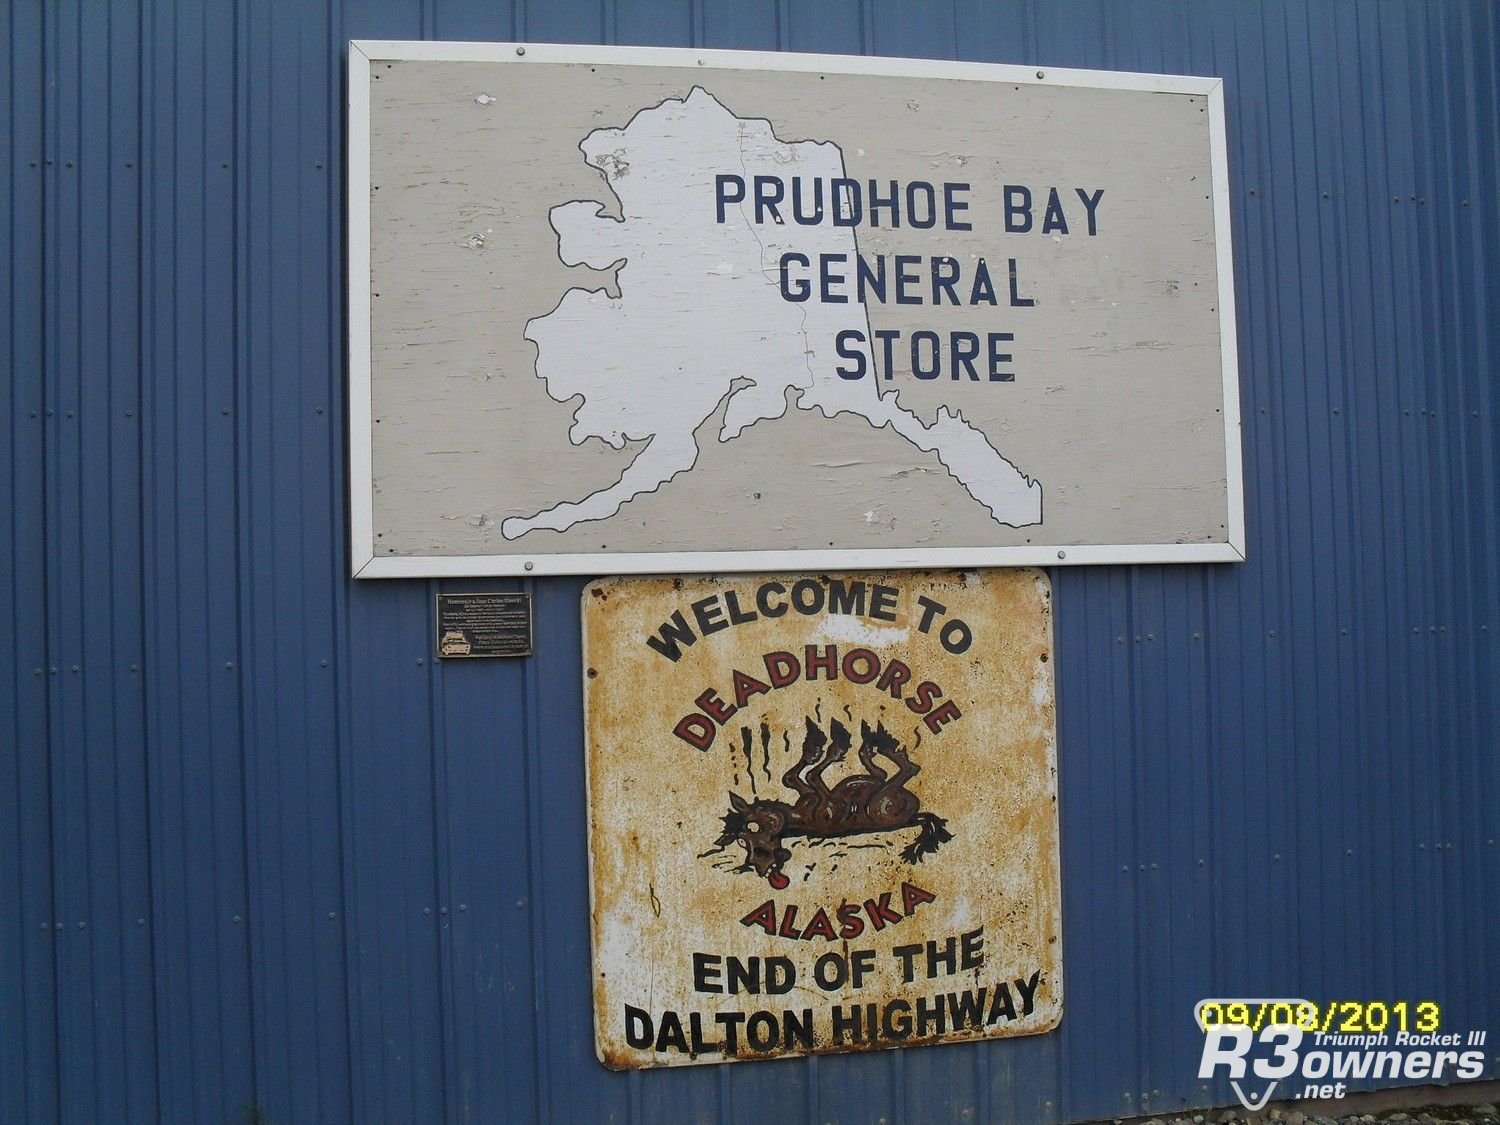 PRUDHOE BAY
GENERAL
STORE
WELCOME TO
DEADHORSE
ALASKA
END OF THE
DALTON HIGHWAY
09/08/2013
Triumph Rocket III
R3owners
.net